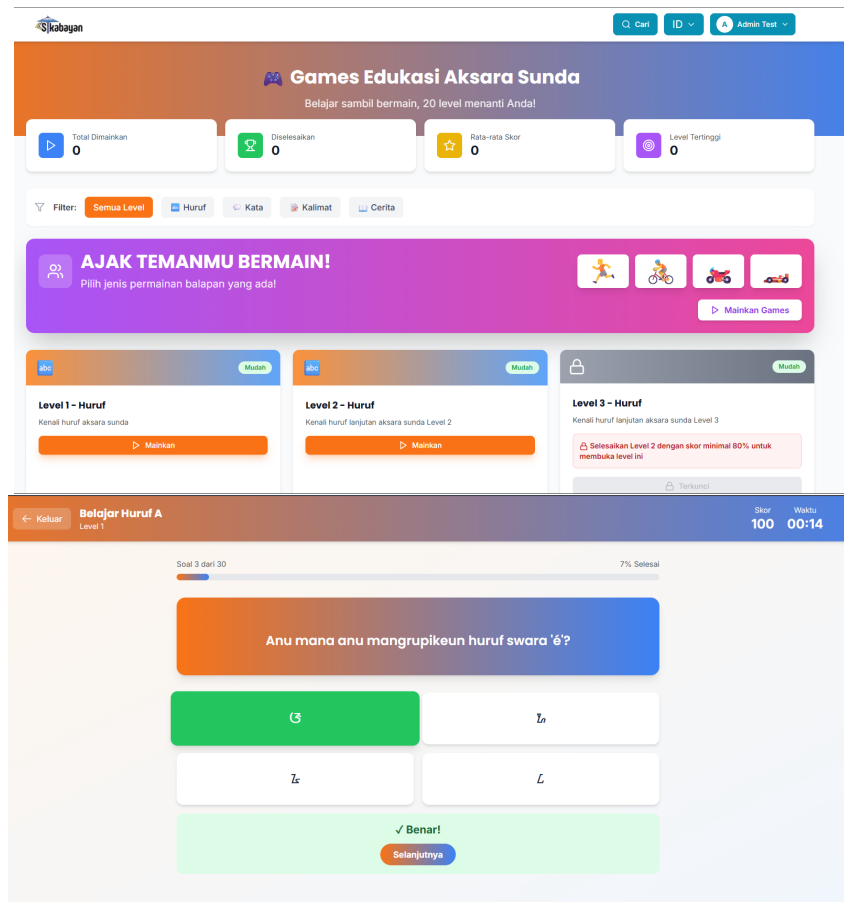 Sikabayan
Cari
ID
A Admin Test
Games Edukasi Aksara Sunda
Belajar sambil bermain, 20 level menanti Anda!
Total Dimainkan
0
Diselesaikan
0
Rata-rata Skor
0
Level Tertinggi
0
Filter: Semua Level abc Huruf Kata Kalimat Cerita
AJAK TEMANMU BERMAIN!
Pilih jenis permainan balapan yang ada!
Mainkan Games
abc Mudah
Level 1 - Huruf
Kenali huruf aksara sunda
Mainkan
abc Mudah
Level 2 - Huruf
Kenali huruf lanjutan aksara sunda Level 2
Mainkan
Mudah
Level 3 - Huruf
Kenali huruf lanjutan aksara sunda Level 3
Selesaikan Level 2 dengan skor minimal 80% untuk
membuka level ini
Terkunci
← Keluar
Belajar Huruf A
Level 1
Skor
100
Waktu
00:14
Soal 3 dari 30
7% Selesai
Anu mana anu mangrupikeun huruf swara 'é'?
✓ Benar!
Selanjutnya